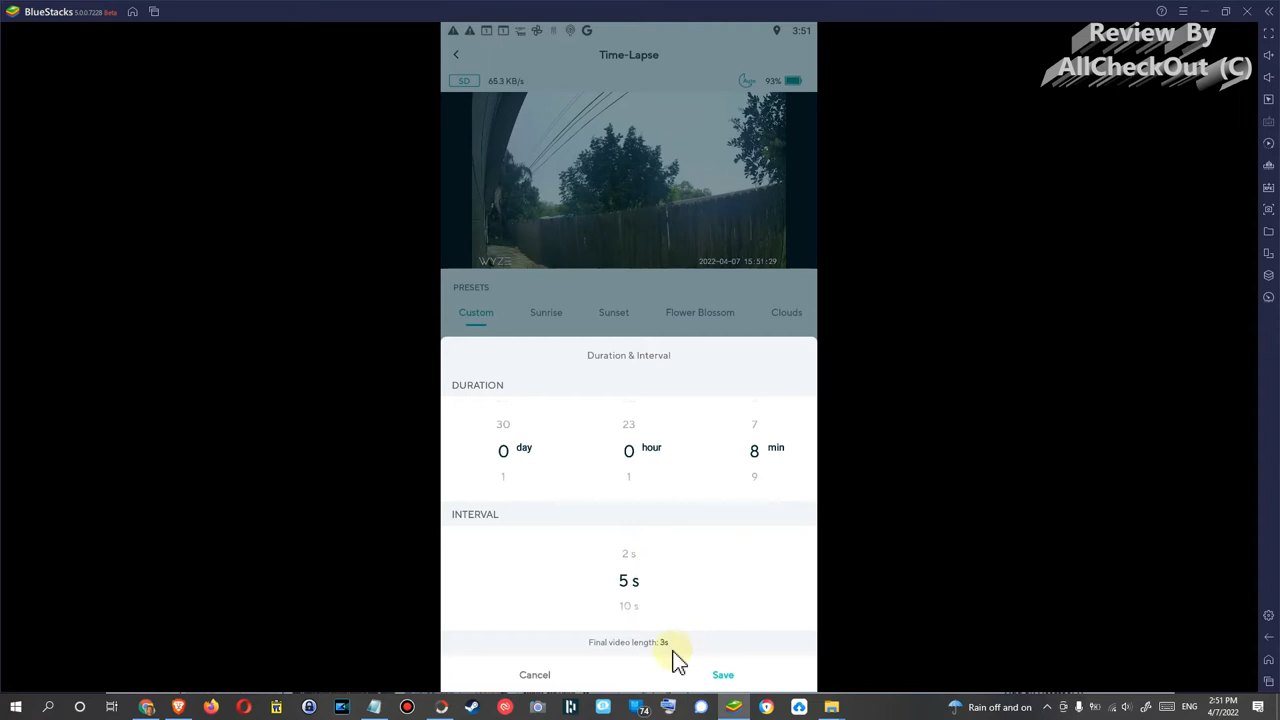 BlueStacks 5.0.0.7228 Beta
Review By
AllCheckOut (C)
3:51
Time-Lapse
SD 65.3 KB/s 93%
WYZE 2022-04-07 15:51:29
PRESETS
Custom Sunrise Sunset Flower Blossom Clouds
Duration & Interval
DURATION
30 23 7
0 day 0 hour 8 min
1 1 9
INTERVAL
2 s
5 s
10 s
Final video length: 3s
Cancel Save
74 Rain off and on 2:51 PM
4/7/2022